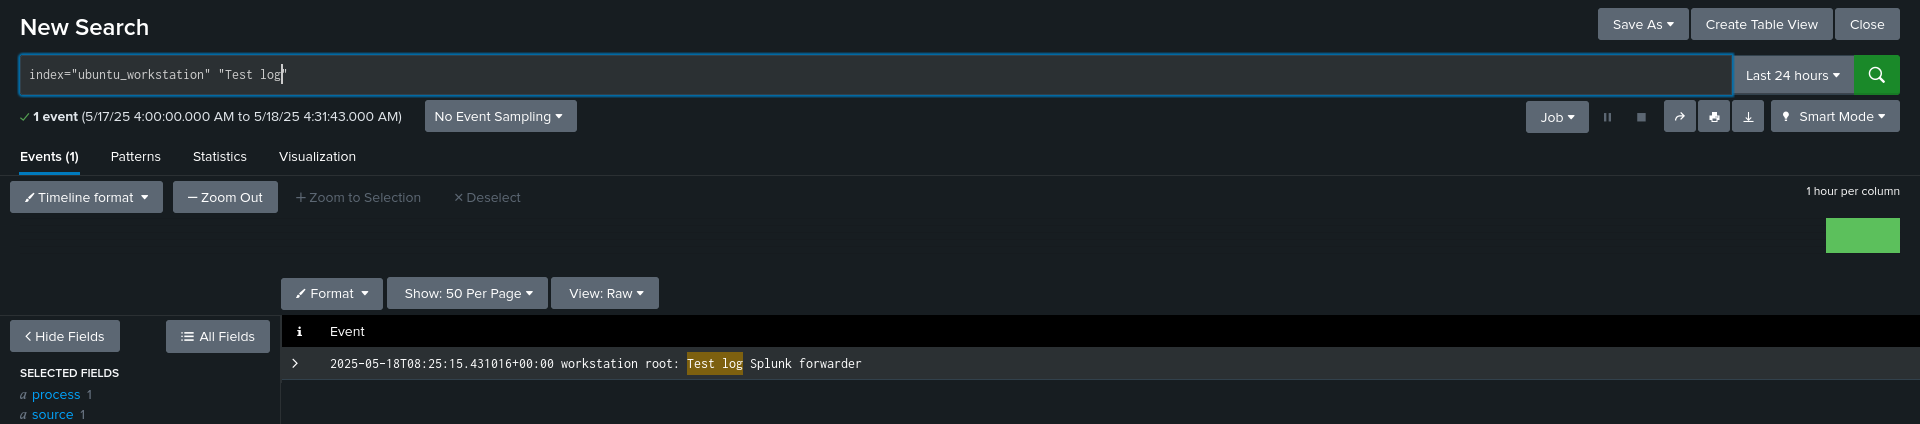 New Search
Save As Create Table View Close
index="ubuntu_workstation" "Test log"
Last 24 hours
1 event (5/17/25 4:00:00.000 AM to 5/18/25 4:31:43.000 AM) No Event Sampling
Job Smart Mode
Events (1) Patterns Statistics Visualization
Timeline format Zoom Out Zoom to Selection Deselect
1 hour per column
Format Show: 50 Per Page View: Raw
Hide Fields All Fields
i Event
2025-05-18T08:25:15.431016+00:00 workstation root: Test log Splunk forwarder
SELECTED FIELDS
a process 1
a source 1